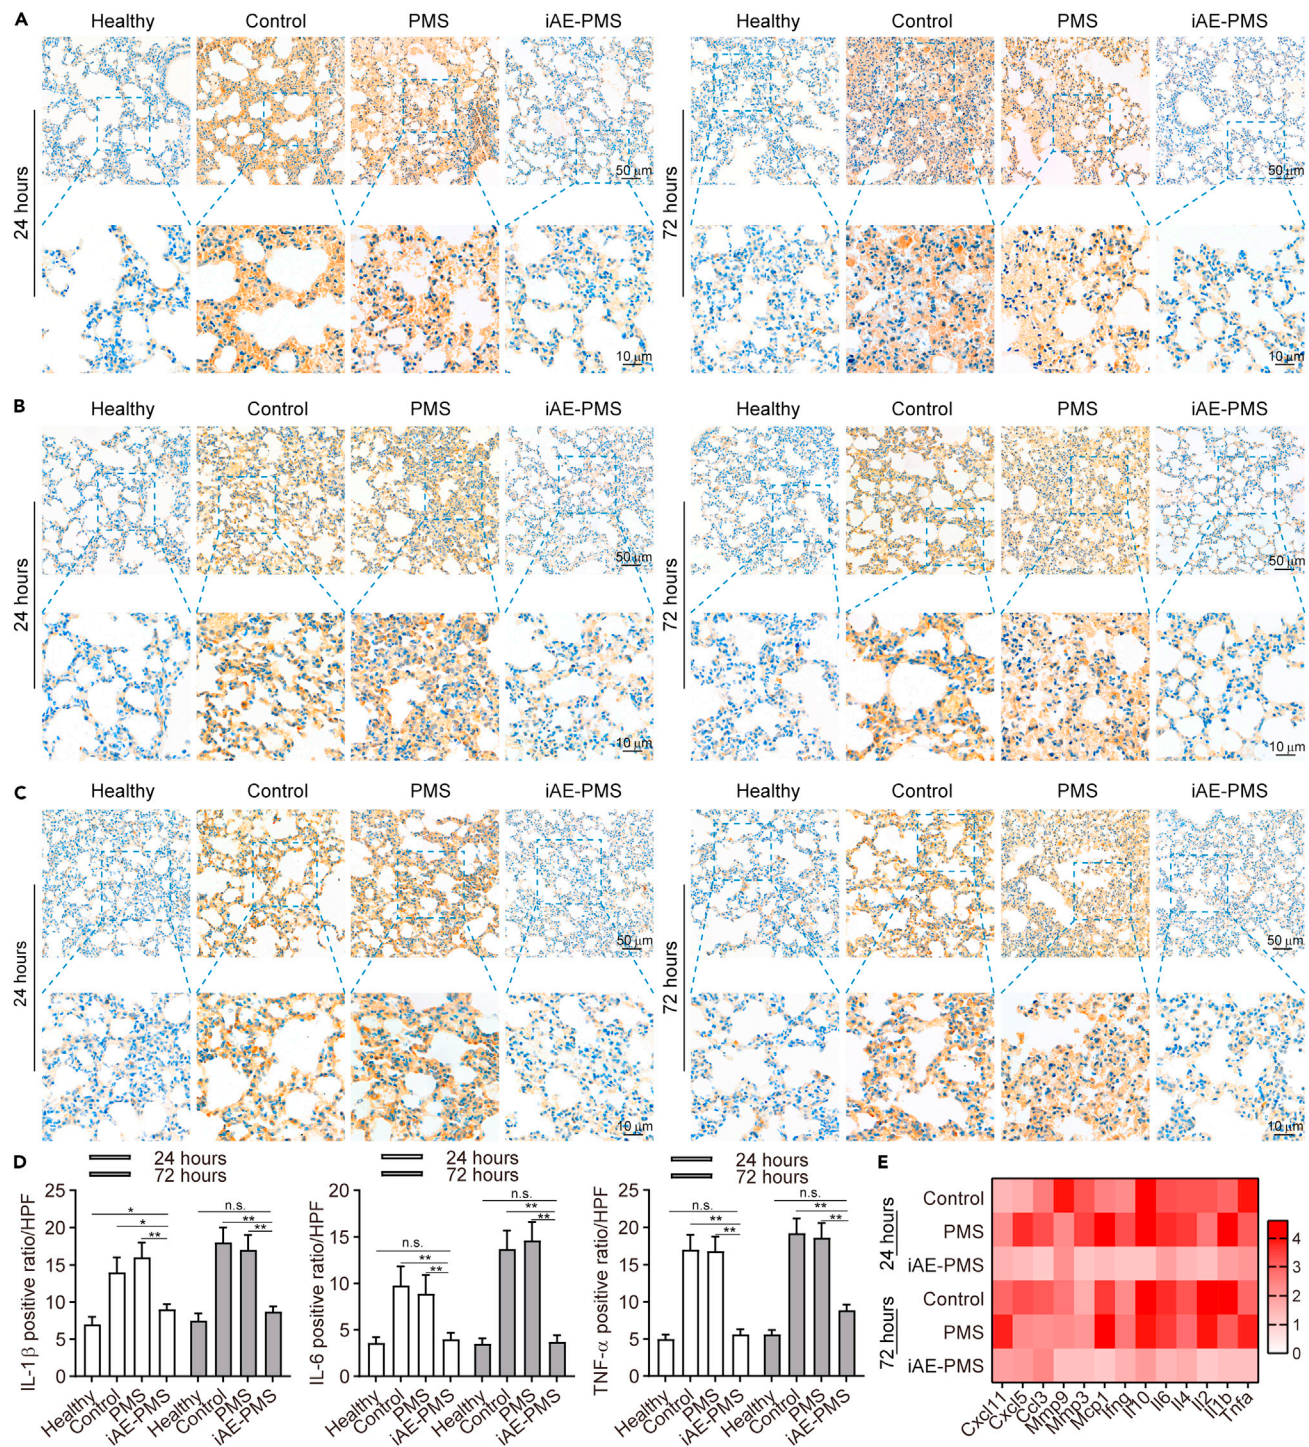 A
Healthy Control PMS iAE-PMS Healthy Control PMS iAE-PMS
24 hours
50 μm
10 μm
72 hours
50 μm
10 μm
B
Healthy Control PMS iAE-PMS Healthy Control PMS iAE-PMS
24 hours
50 μm
10 μm
72 hours
50 μm
10 μm
C
Healthy Control PMS iAE-PMS Healthy Control PMS iAE-PMS
24 hours
50 μm
10 μm
72 hours
50 μm
10 μm
D
24 hours
72 hours
IL-1β positive ratio/HPF
25
20
15
10
5
0
*
*
**
n.s.
**
**
Healthy
Control
PMS
iAE-PMS
Healthy
Control
PMS
iAE-PMS
24 hours
72 hours
IL-6 positive ratio/HPF
20
15
10
5
0
n.s.
**
**
n.s.
**
**
Healthy
Control
PMS
iAE-PMS
Healthy
Control
PMS
iAE-PMS
24 hours
72 hours
TNF-α positive ratio/HPF
25
20
15
10
5
0
n.s.
**
**
n.s.
**
**
Healthy
Control
PMS
iAE-PMS
Healthy
Control
PMS
iAE-PMS
E
24 hours
Control
PMS
iAE-PMS
72 hours
Control
PMS
iAE-PMS
Cxcl11
Cxcl5
Ccl3
Mmp9
Mmp3
Mcp1
Ifng
Il10
Il6
Il4
Il2
Il1b
Tnfa
4
3
2
1
0